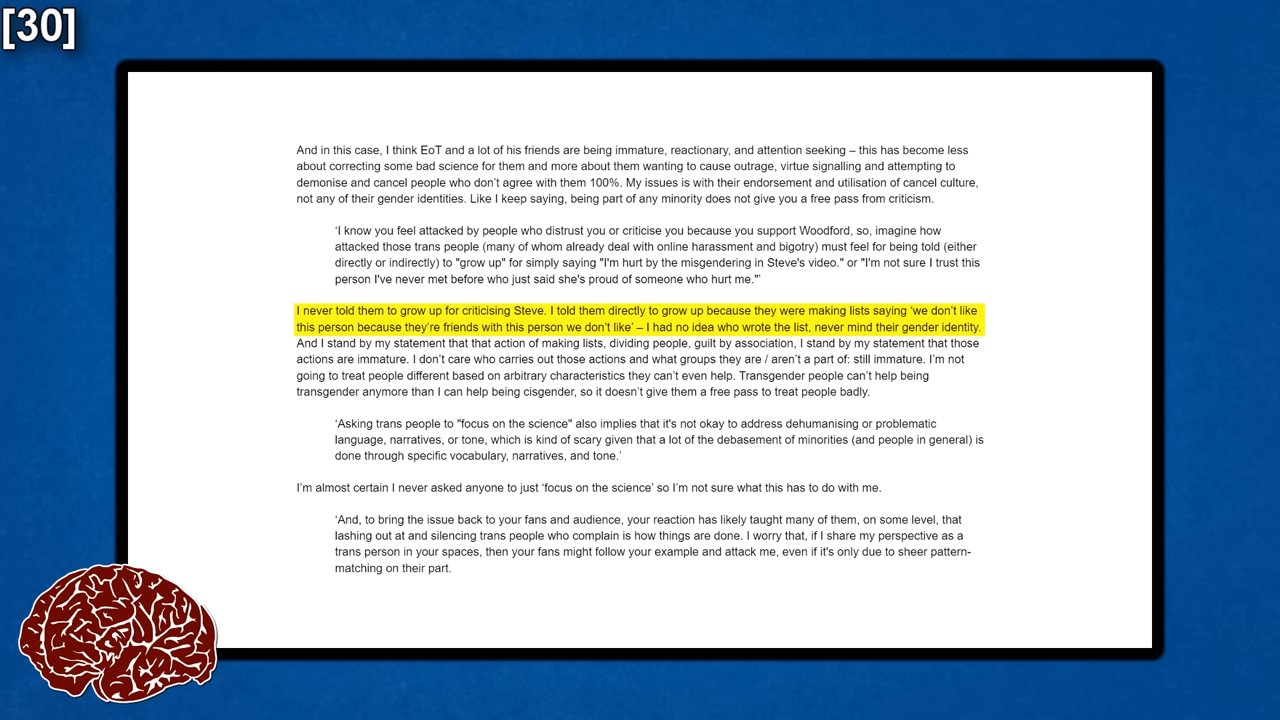 [30]
And in this case, I think EoT and a lot of his friends are being immature, reactionary, and attention seeking – this has become less
about correcting some bad science for them and more about them wanting to cause outrage, virtue signalling and attempting to
demonise and cancel people who don't agree with them 100%. My issues is with their endorsement and utilisation of cancel culture,
not any of their gender identities. Like I keep saying, being part of any minority does not give you a free pass from criticism.
'I know you feel attacked by people who distrust you or criticise you because you support Woodford, so, imagine how
attacked those trans people (many of whom already deal with online harassment and bigotry) must feel for being told (either
directly or indirectly) to "grow up" for simply saying "I'm hurt by the misgendering in Steve's video." or "I'm not sure I trust this
person I've never met before who just said she's proud of someone who hurt me."'
I never told them to grow up for criticising Steve. I told them directly to grow up because they were making lists saying 'we don't like
this person because they're friends with this person we don't like' – I had no idea who wrote the list, never mind their gender identity.
And I stand by my statement that that action of making lists, dividing people, guilt by association, I stand by my statement that those
actions are immature. I don't care who carries out those actions and what groups they are / aren't a part of: still immature. I'm not
going to treat people different based on arbitrary characteristics they can't even help. Transgender people can't help being
transgender anymore than I can help being cisgender, so it doesn't give them a free pass to treat people badly.
'Asking trans people to "focus on the science" also implies that it's not okay to address dehumanising or problematic
language, narratives, or tone, which is kind of scary given that a lot of the debasement of minorities (and people in general) is
done through specific vocabulary, narratives, and tone.'
I'm almost certain I never asked anyone to just 'focus on the science' so I'm not sure what this has to do with me.
'And, to bring the issue back to your fans and audience, your reaction has likely taught many of them, on some level, that
lashing out at and silencing trans people who complain is how things are done. I worry that, if I share my perspective as a
trans person in your spaces, then your fans might follow your example and attack me, even if it's only due to sheer pattern-
matching on their part.